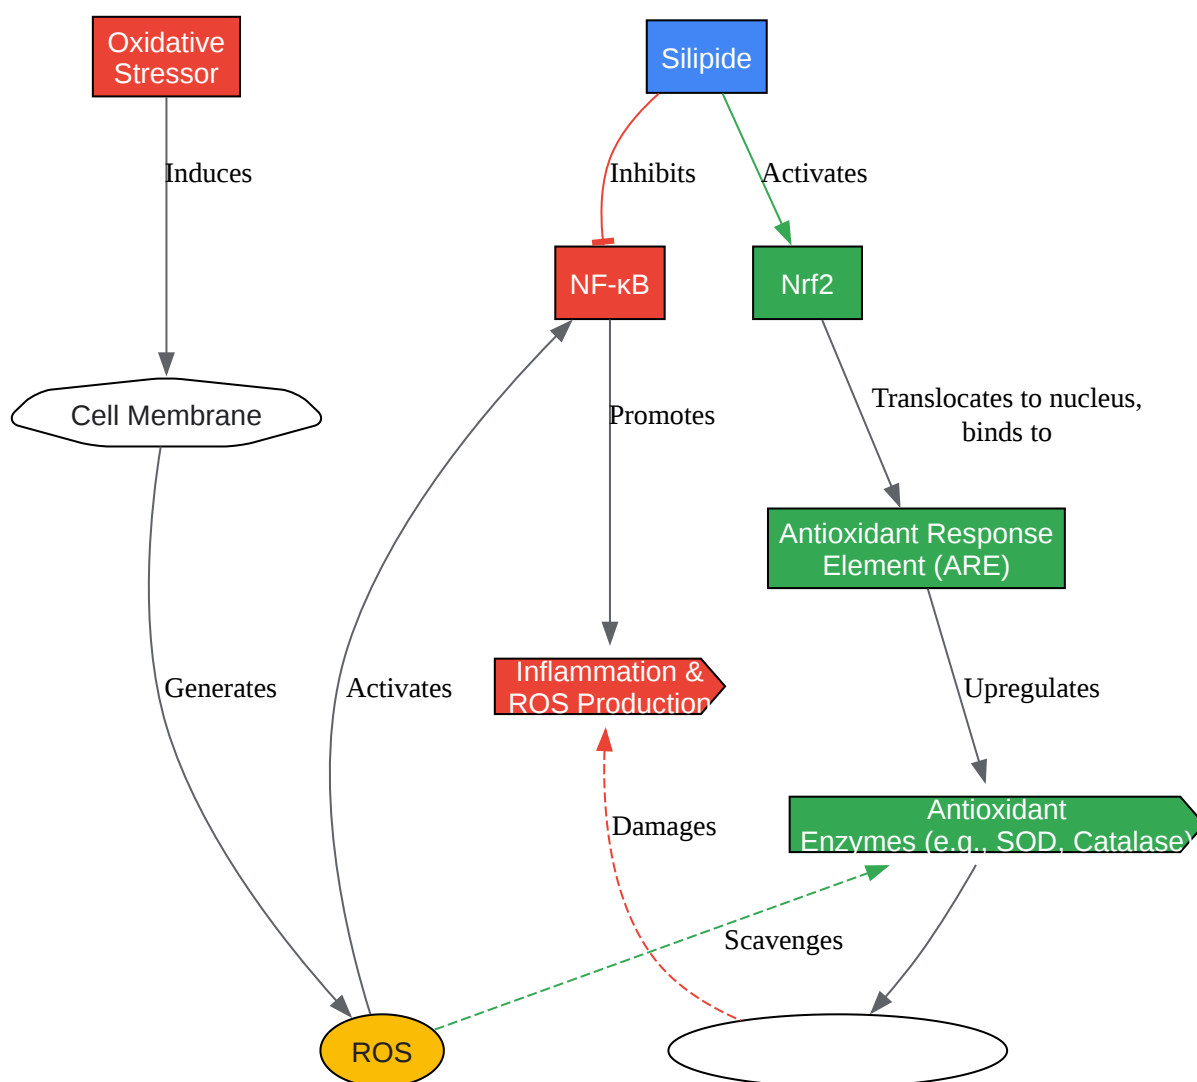 Oxidative
Stressor
Silipide
Induces
Inhibits
Activates
NF-κB
Nrf2
Cell Membrane
Promotes
Translocates to nucleus,
binds to
Antioxidant Response
Element (ARE)
Generates
Activates
Inflammation &
ROS Production
Upregulates
Damages
Antioxidant
Enzymes (e.g., SOD, Catalase)
Scavenges
ROS